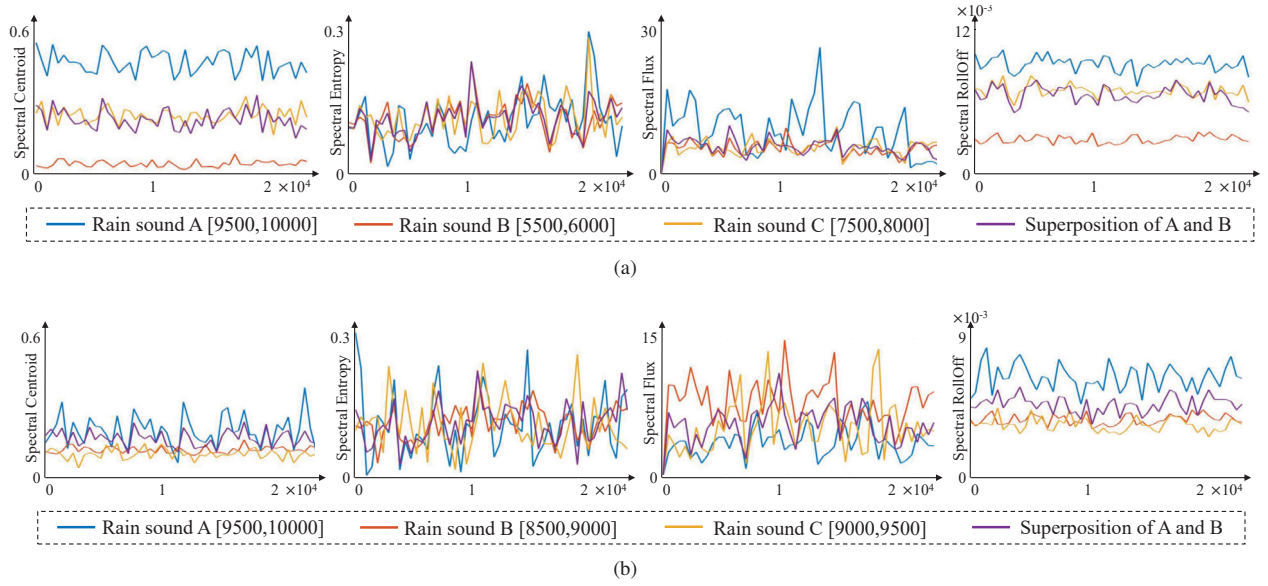 ×10⁻³
0.6
0.3
30
12
Spectral Centroid
Spectral Entropy
Spectral Flux
Spectral RollOff
0
0
0
0
0 1 2 ×10⁴
0 1 2 ×10⁴
0 1 2 ×10⁴
0 1 2 ×10⁴
Rain sound A [9500,10000] Rain sound B [5500,6000] Rain sound C [7500,8000] Superposition of A and B
(a)
×10⁻³
0.6
0.3
15
9
Spectral Centroid
Spectral Entropy
Spectral Flux
Spectral RollOff
0
0
0
0
0 1 2 ×10⁴
0 1 2 ×10⁴
0 1 2 ×10⁴
0 1 2 ×10⁴
Rain sound A [9500,10000] Rain sound B [8500,9000] Rain sound C [9000,9500] Superposition of A and B
(b)